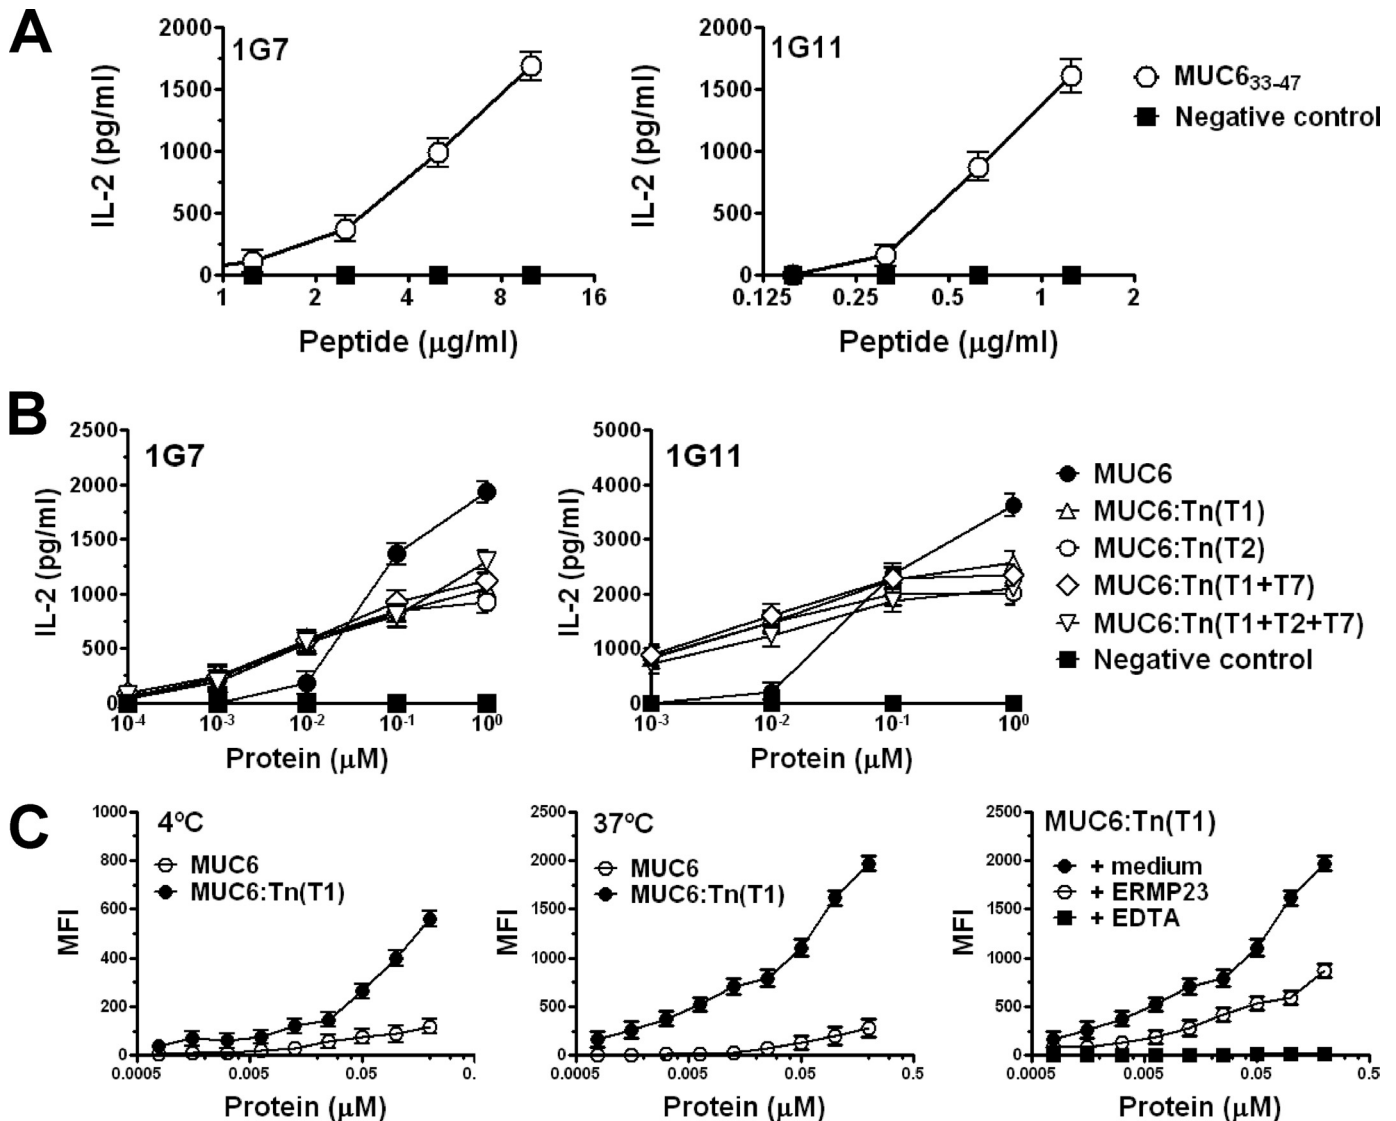 A
1G7
IL-2 (pg/ml)
2000
1500
1000
500
0
1 2 4 8 16
Peptide (µg/ml)
1G11
IL-2 (pg/ml)
2000
1500
1000
500
0
0.125 0.25 0.5 1 2
Peptide (µg/ml)
MUC6₃₃₋₄₇
Negative control
B
1G7
IL-2 (pg/ml)
2500
2000
1500
1000
500
0
10⁻⁴ 10⁻³ 10⁻² 10⁻¹ 10⁰
Protein (µM)
1G11
IL-2 (pg/ml)
5000
4000
3000
2000
1000
0
10⁻³ 10⁻² 10⁻¹ 10⁰
Protein (µM)
MUC6
MUC6:Tn(T1)
MUC6:Tn(T2)
MUC6:Tn(T1+T7)
MUC6:Tn(T1+T2+T7)
Negative control
C
4ºC
MUC6
MUC6:Tn(T1)
MFI
1000
800
600
400
200
0
0.0005 0.005 0.05 0.
Protein (µM)
37ºC
MUC6
MUC6:Tn(T1)
MFI
2500
2000
1500
1000
500
0
0.0005 0.005 0.05 0.5
Protein (µM)
MUC6:Tn(T1)
+ medium
+ ERMP23
+ EDTA
MFI
2500
2000
1500
1000
500
0
0.0005 0.005 0.05 0.5
Protein (µM)